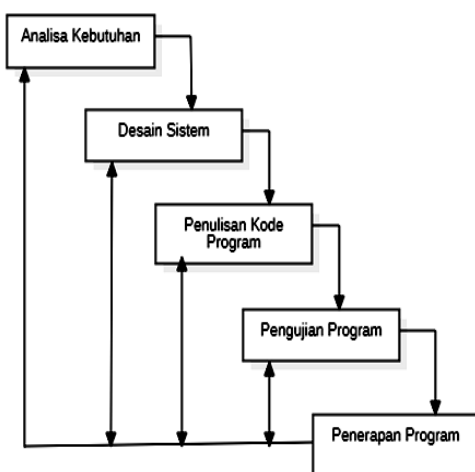 Analisa Kebutuhan
Desain Sistem
Penulisan Kode
Program
Pengujian Program
Penerapan Program